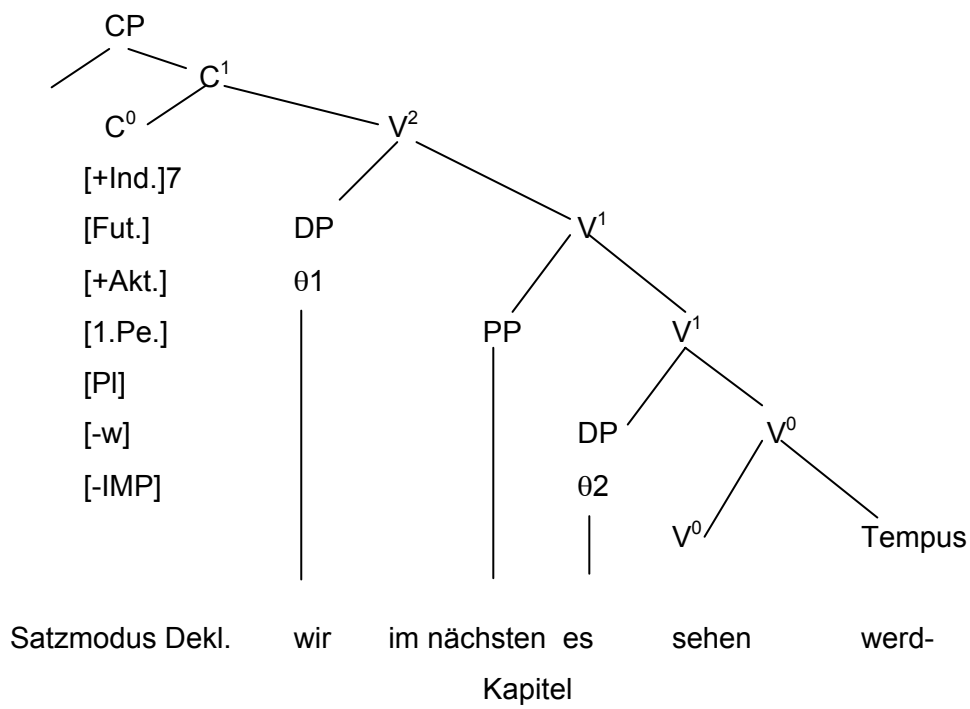 CP
C¹
C⁰ V²
[+Ind.]7
[Fut.] DP V¹
[+Akt.] θ1
[1.Pe.] PP V¹
[Pl]
[-w] DP V⁰
[-IMP] θ2
V⁰ Tempus
Satzmodus Dekl. wir im nächsten es sehen werd-
Kapitel